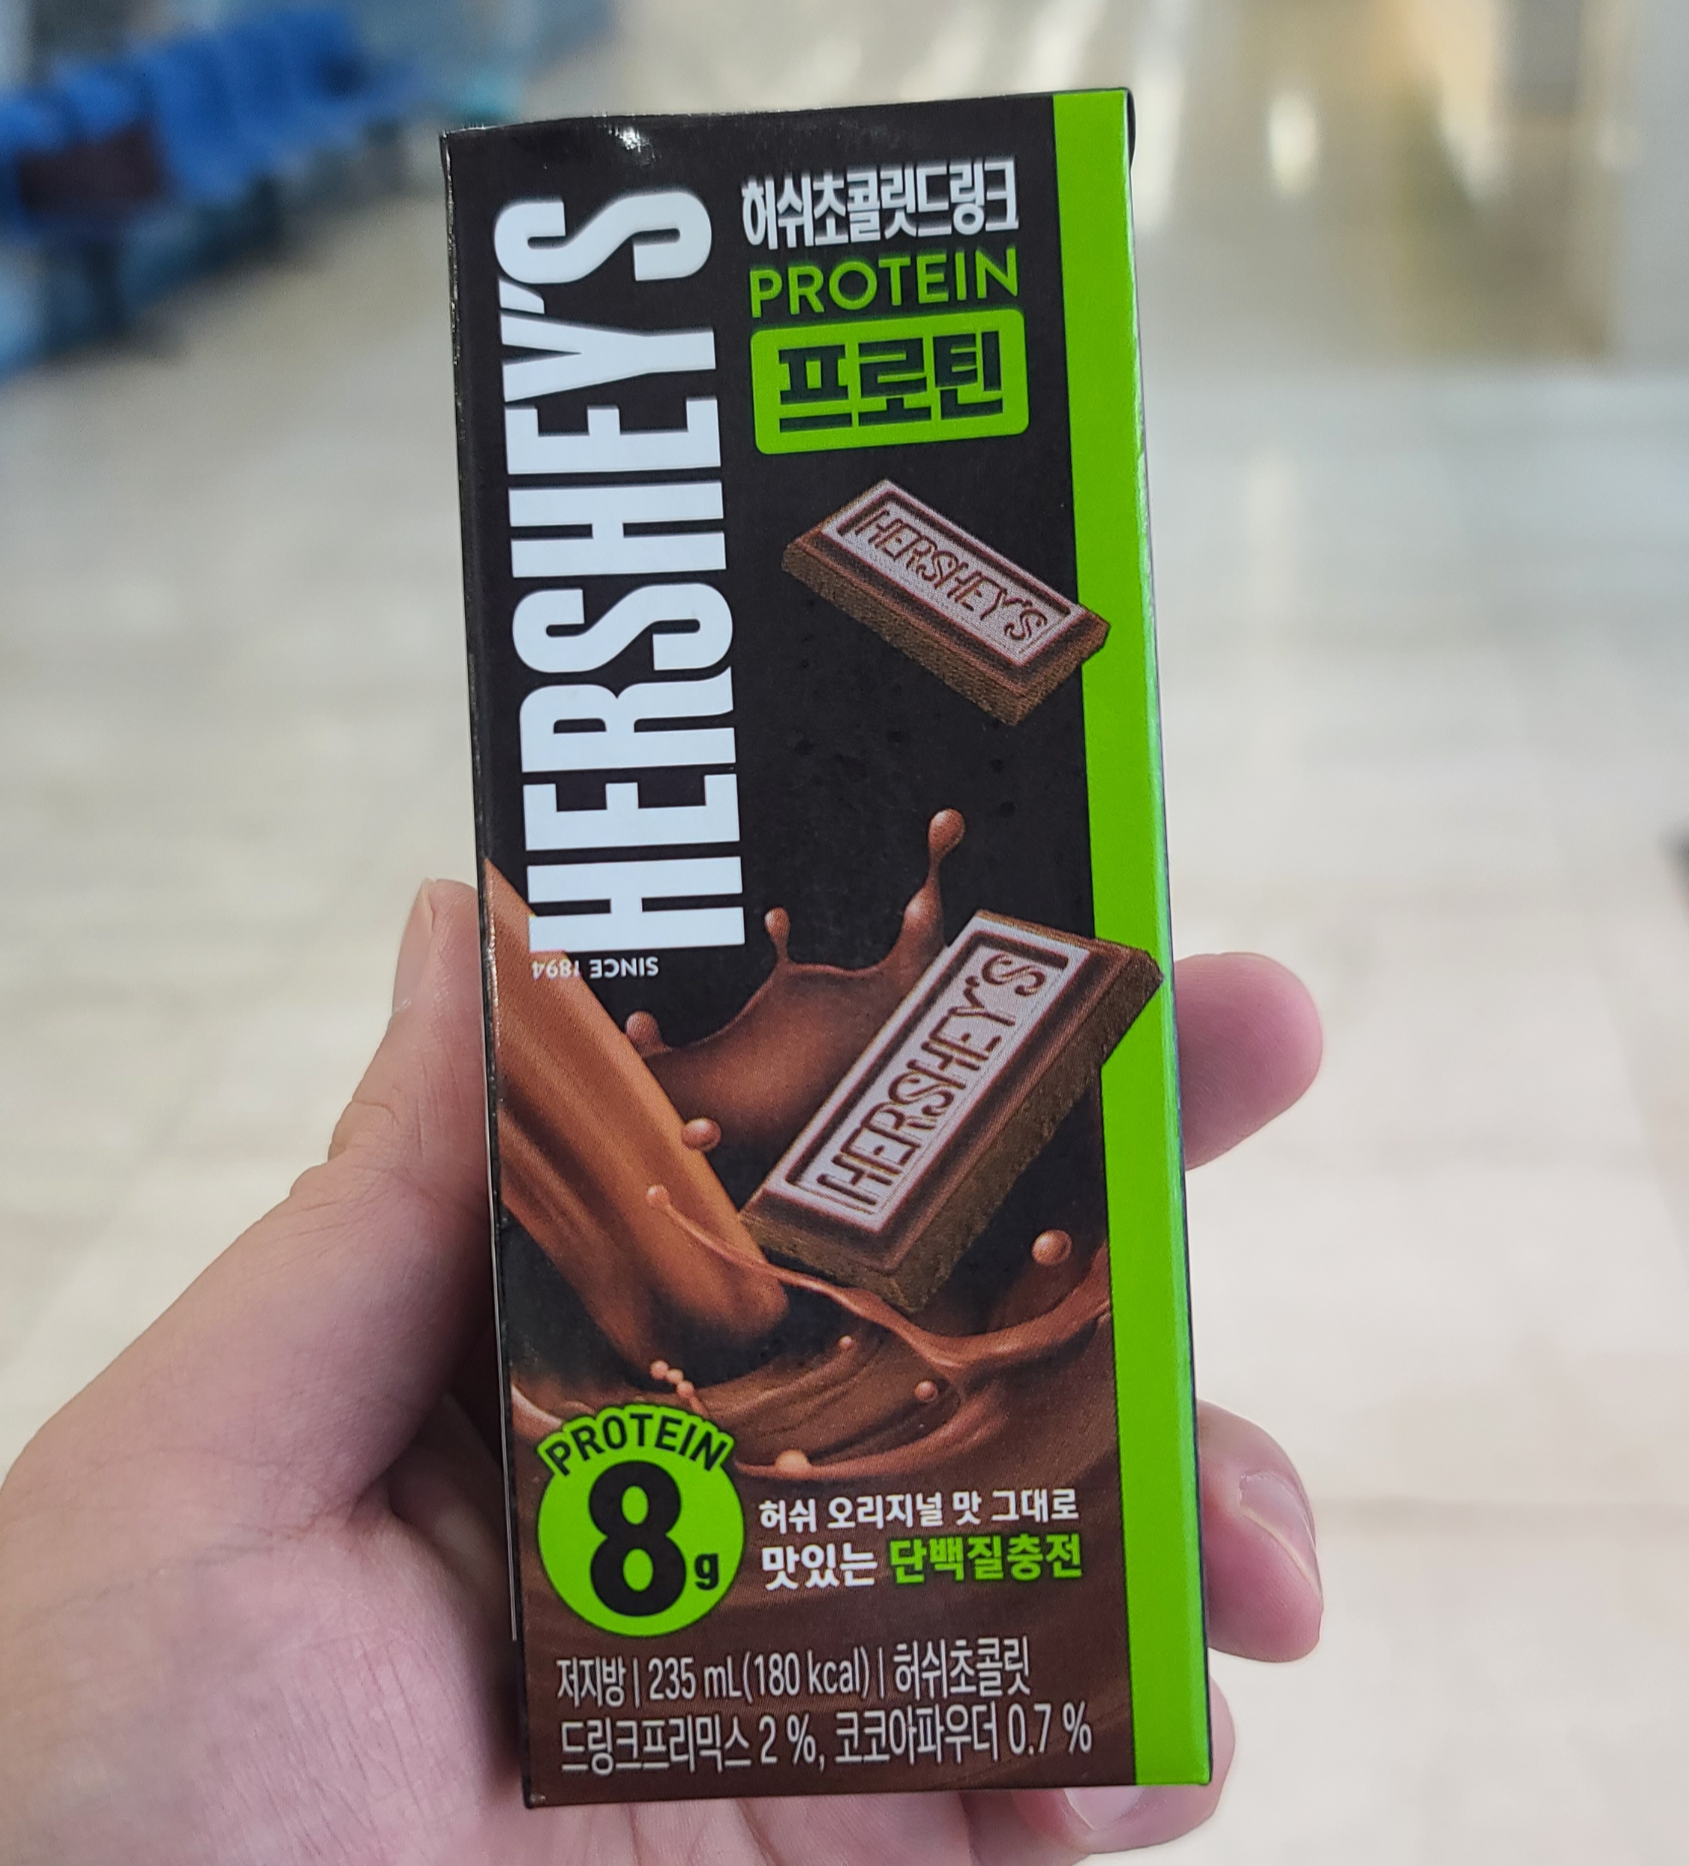 HERSHEY'S
SINCE 1894
허쉬초콜릿드링크
PROTEIN
프로틴
HERSHEY'S
HERSHEY'S
PROTEIN
8g
허쉬 오리지널 맛 그대로
맛있는 단백질충전
저지방 | 235 mL(180 kcal) | 허쉬초콜릿
드링크프리믹스 2 %, 코코아파우더 0.7 %